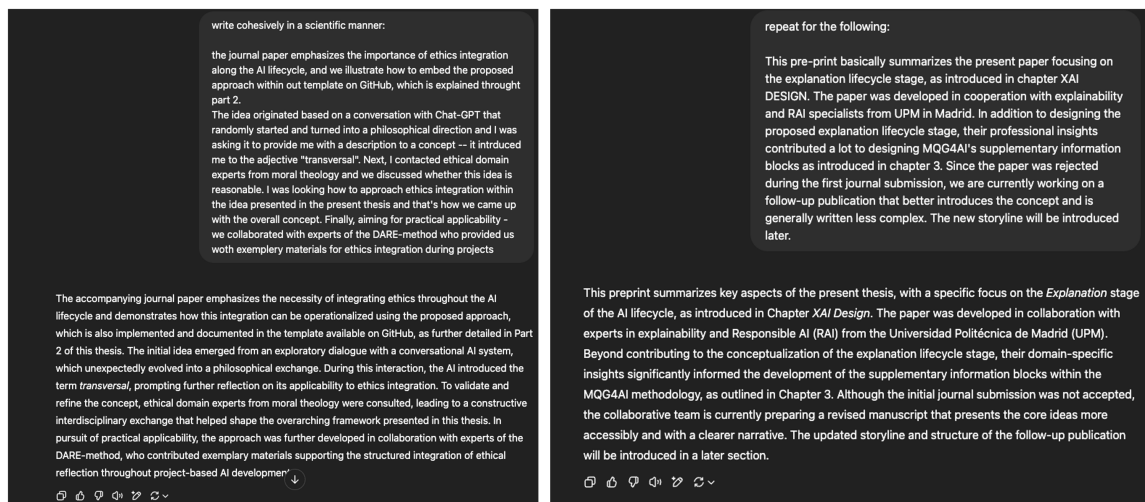 write cohesively in a scientific manner:
the journal paper emphasizes the importance of ethics integration
along the AI lifecycle, and we illustrate how to embed the proposed
approach within out template on GitHub, which is explained throught
part 2.
The idea originated based on a conversation with Chat-GPT that
randomly started and turned into a philosophical direction and I was
asking it to provide me with a description to a concept -- it intrduced
me to the adjective "transversal". Next, I contacted ethical domain
experts from moral theology and we discussed whether this idea is
reasonable. I was looking how to approach ethics integration within
the idea presented in the present thesis and that's how we came up
with the overall concept. Finally, aiming for practical applicability -
we collaborated with experts of the DARE-method who provided us
woth exemplery materials for ethics integration during projects
The accompanying journal paper emphasizes the necessity of integrating ethics throughout the AI
lifecycle and demonstrates how this integration can be operationalized using the proposed approach,
which is also implemented and documented in the template available on GitHub, as further detailed in Part
2 of this thesis. The initial idea emerged from an exploratory dialogue with a conversational AI system,
which unexpectedly evolved into a philosophical exchange. During this interaction, the AI introduced the
term transversal, prompting further reflection on its applicability to ethics integration. To validate and
refine the concept, ethical domain experts from moral theology were consulted, leading to a constructive
interdisciplinary exchange that helped shape the overarching framework presented in this thesis. In
pursuit of practical applicability, the approach was further developed in collaboration with experts of the
DARE-method, who contributed exemplary materials supporting the structured integration of ethical
reflection throughout project-based AI development
repeat for the following:
This pre-print basically summarizes the present paper focusing on
the explanation lifecycle stage, as introduced in chapter XAI
DESIGN. The paper was developed in cooperation with explainability
and RAI specialists from UPM in Madrid. In addition to designing the
proposed explanation lifecycle stage, their professional insights
contributed a lot to designing MQG4AI's supplementary information
blocks as introduced in chapter 3. Since the paper was rejected
during the first journal submission, we are currently working on a
follow-up publication that better introduces the concept and is
generally written less complex. The new storyline will be introduced
later.
This preprint summarizes key aspects of the present thesis, with a specific focus on the Explanation stage
of the AI lifecycle, as introduced in Chapter XAI Design. The paper was developed in collaboration with
experts in explainability and Responsible AI (RAI) from the Universidad Politécnica de Madrid (UPM).
Beyond contributing to the conceptualization of the explanation lifecycle stage, their domain-specific
insights significantly informed the development of the supplementary information blocks within the
MQG4AI methodology, as outlined in Chapter 3. Although the initial journal submission was not accepted,
the collaborative team is currently preparing a revised manuscript that presents the core ideas more
accessibly and with a clearer narrative. The updated storyline and structure of the follow-up publication
will be introduced in a later section.